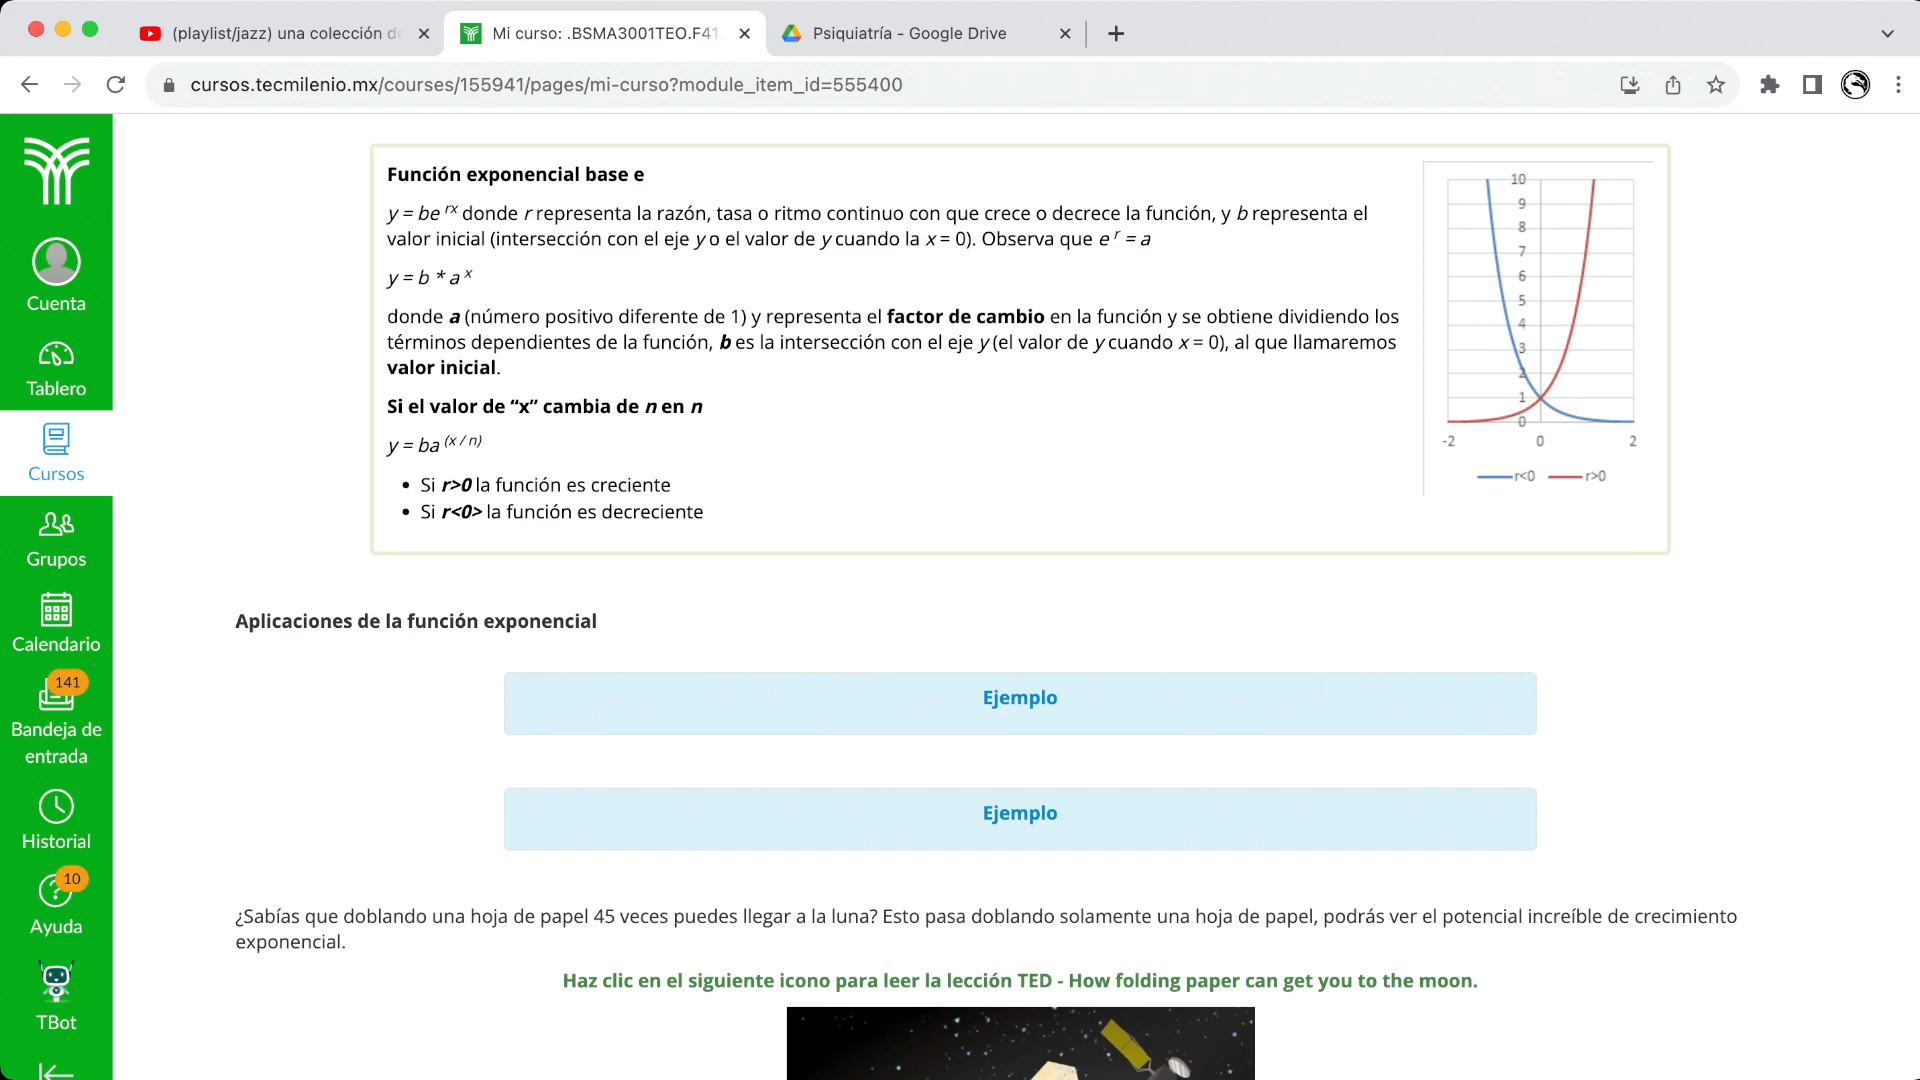 (playlist/jazz) una colección de
Mi curso: .BSMA3001TEO.F41
Psiquiatría - Google Drive
cursos.tecmilenio.mx/courses/155941/pages/mi-curso?module_item_id=555400
Cuenta
Tablero
Cursos
Grupos
Calendario
141
Bandeja de
entrada
Historial
10
Ayuda
TBot
Función exponencial base e
y = be rx donde r representa la razón, tasa o ritmo continuo con que crece o decrece la función, y b representa el
valor inicial (intersección con el eje y o el valor de y cuando la x = 0). Observa que e r = a
y = b * a x
donde a (número positivo diferente de 1) y representa el factor de cambio en la función y se obtiene dividiendo los
términos dependientes de la función, b es la intersección con el eje y (el valor de y cuando x = 0), al que llamaremos
valor inicial.
Si el valor de “x” cambia de n en n
y = ba (x / n)
• Si r>0 la función es creciente
• Si r<0> la función es decreciente
10
9
8
7
6
5
4
3
2
1
0
-2 0 2
r<0 r>0
Aplicaciones de la función exponencial
Ejemplo
Ejemplo
¿Sabías que doblando una hoja de papel 45 veces puedes llegar a la luna? Esto pasa doblando solamente una hoja de papel, podrás ver el potencial increíble de crecimiento
exponencial.
Haz clic en el siguiente icono para leer la lección TED - How folding paper can get you to the moon.